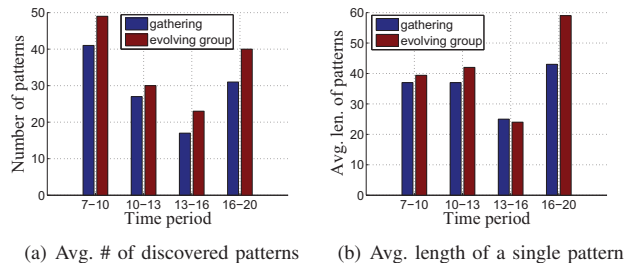 50
40
30
20
10
0
Number of patterns
gathering
evolving group
7−10 10−13 13−16 16−20
Time period
(a) Avg. # of discovered patterns
60
50
40
30
20
10
0
Avg. len. of patterns
gathering
evolving group
7−10 10−13 13−16 16−20
Time period
(b) Avg. length of a single pattern